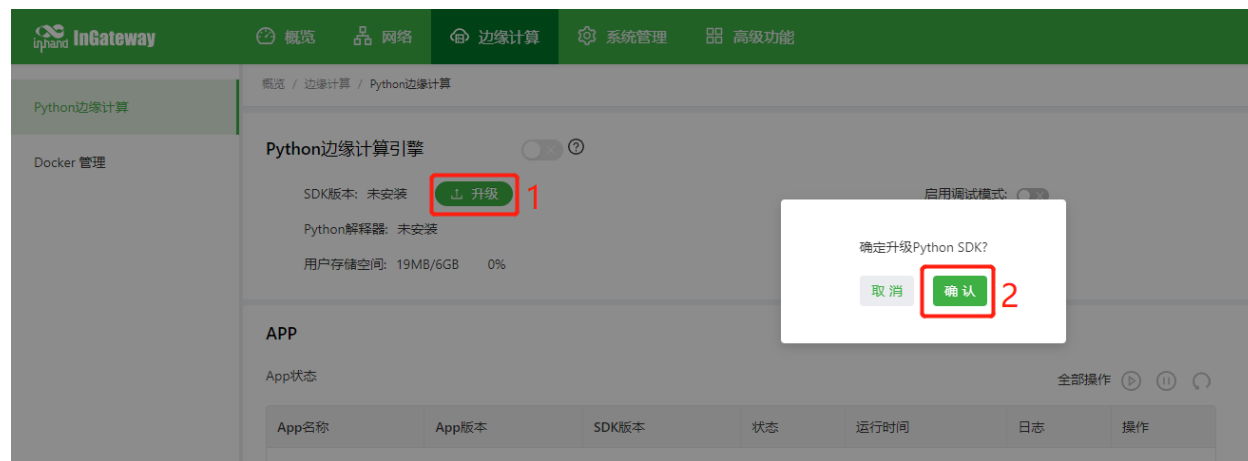 inhand InGateway 概览 网络 边缘计算 系统管理 高级功能
概览 / 边缘计算 / Python边缘计算
Python边缘计算
Docker 管理
Python边缘计算引擎 ?
SDK版本: 未安装 升级 1 启用调试模式:
Python解释器: 未安装
用户存储空间: 19MB/6GB 0%
确定升级Python SDK?
取消 确认 2
APP
App状态 全部操作
App名称 App版本 SDK版本 状态 运行时间 日志 操作